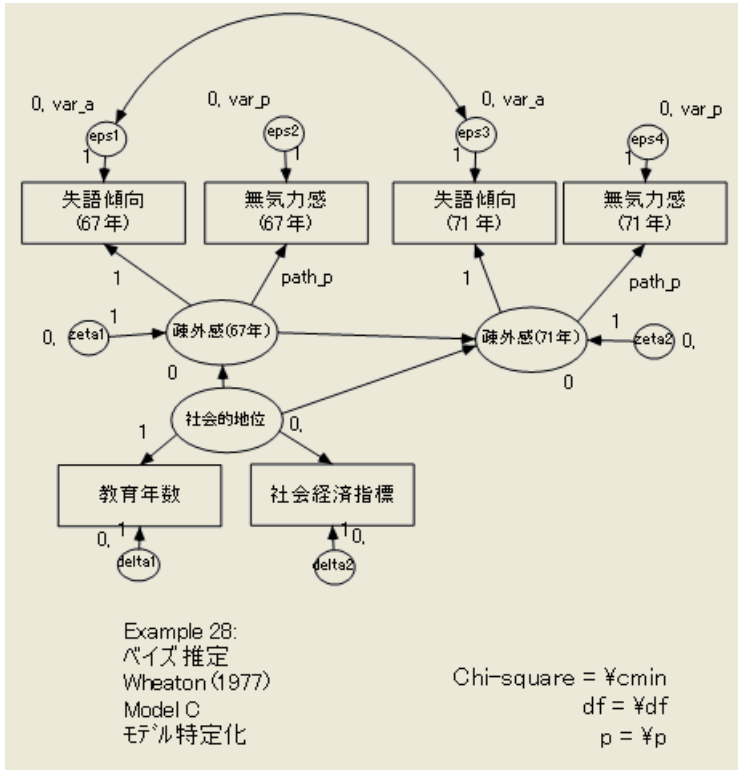 0, var_a
0, var_p
0, var_a
0, var_p
eps1
eps2
eps3
eps4
1
1
1
1
失語傾向
(67年)
無気力感
(67年)
失語傾向
(71年)
無気力感
(71年)
1
path_p
1
path_p
0,
zeta1
1
疎外感(67年)
疎外感(71年)
1
zeta2
0,
0
0
社会的地位
0,
1
教育年数
社会経済指標
0,
1
1
0,
delta1
delta2
Example 28:
ベイズ推定
Wheaton (1977)
Model C
モデル特定化
Chi-square = ¥cmin
df = ¥df
p = ¥p